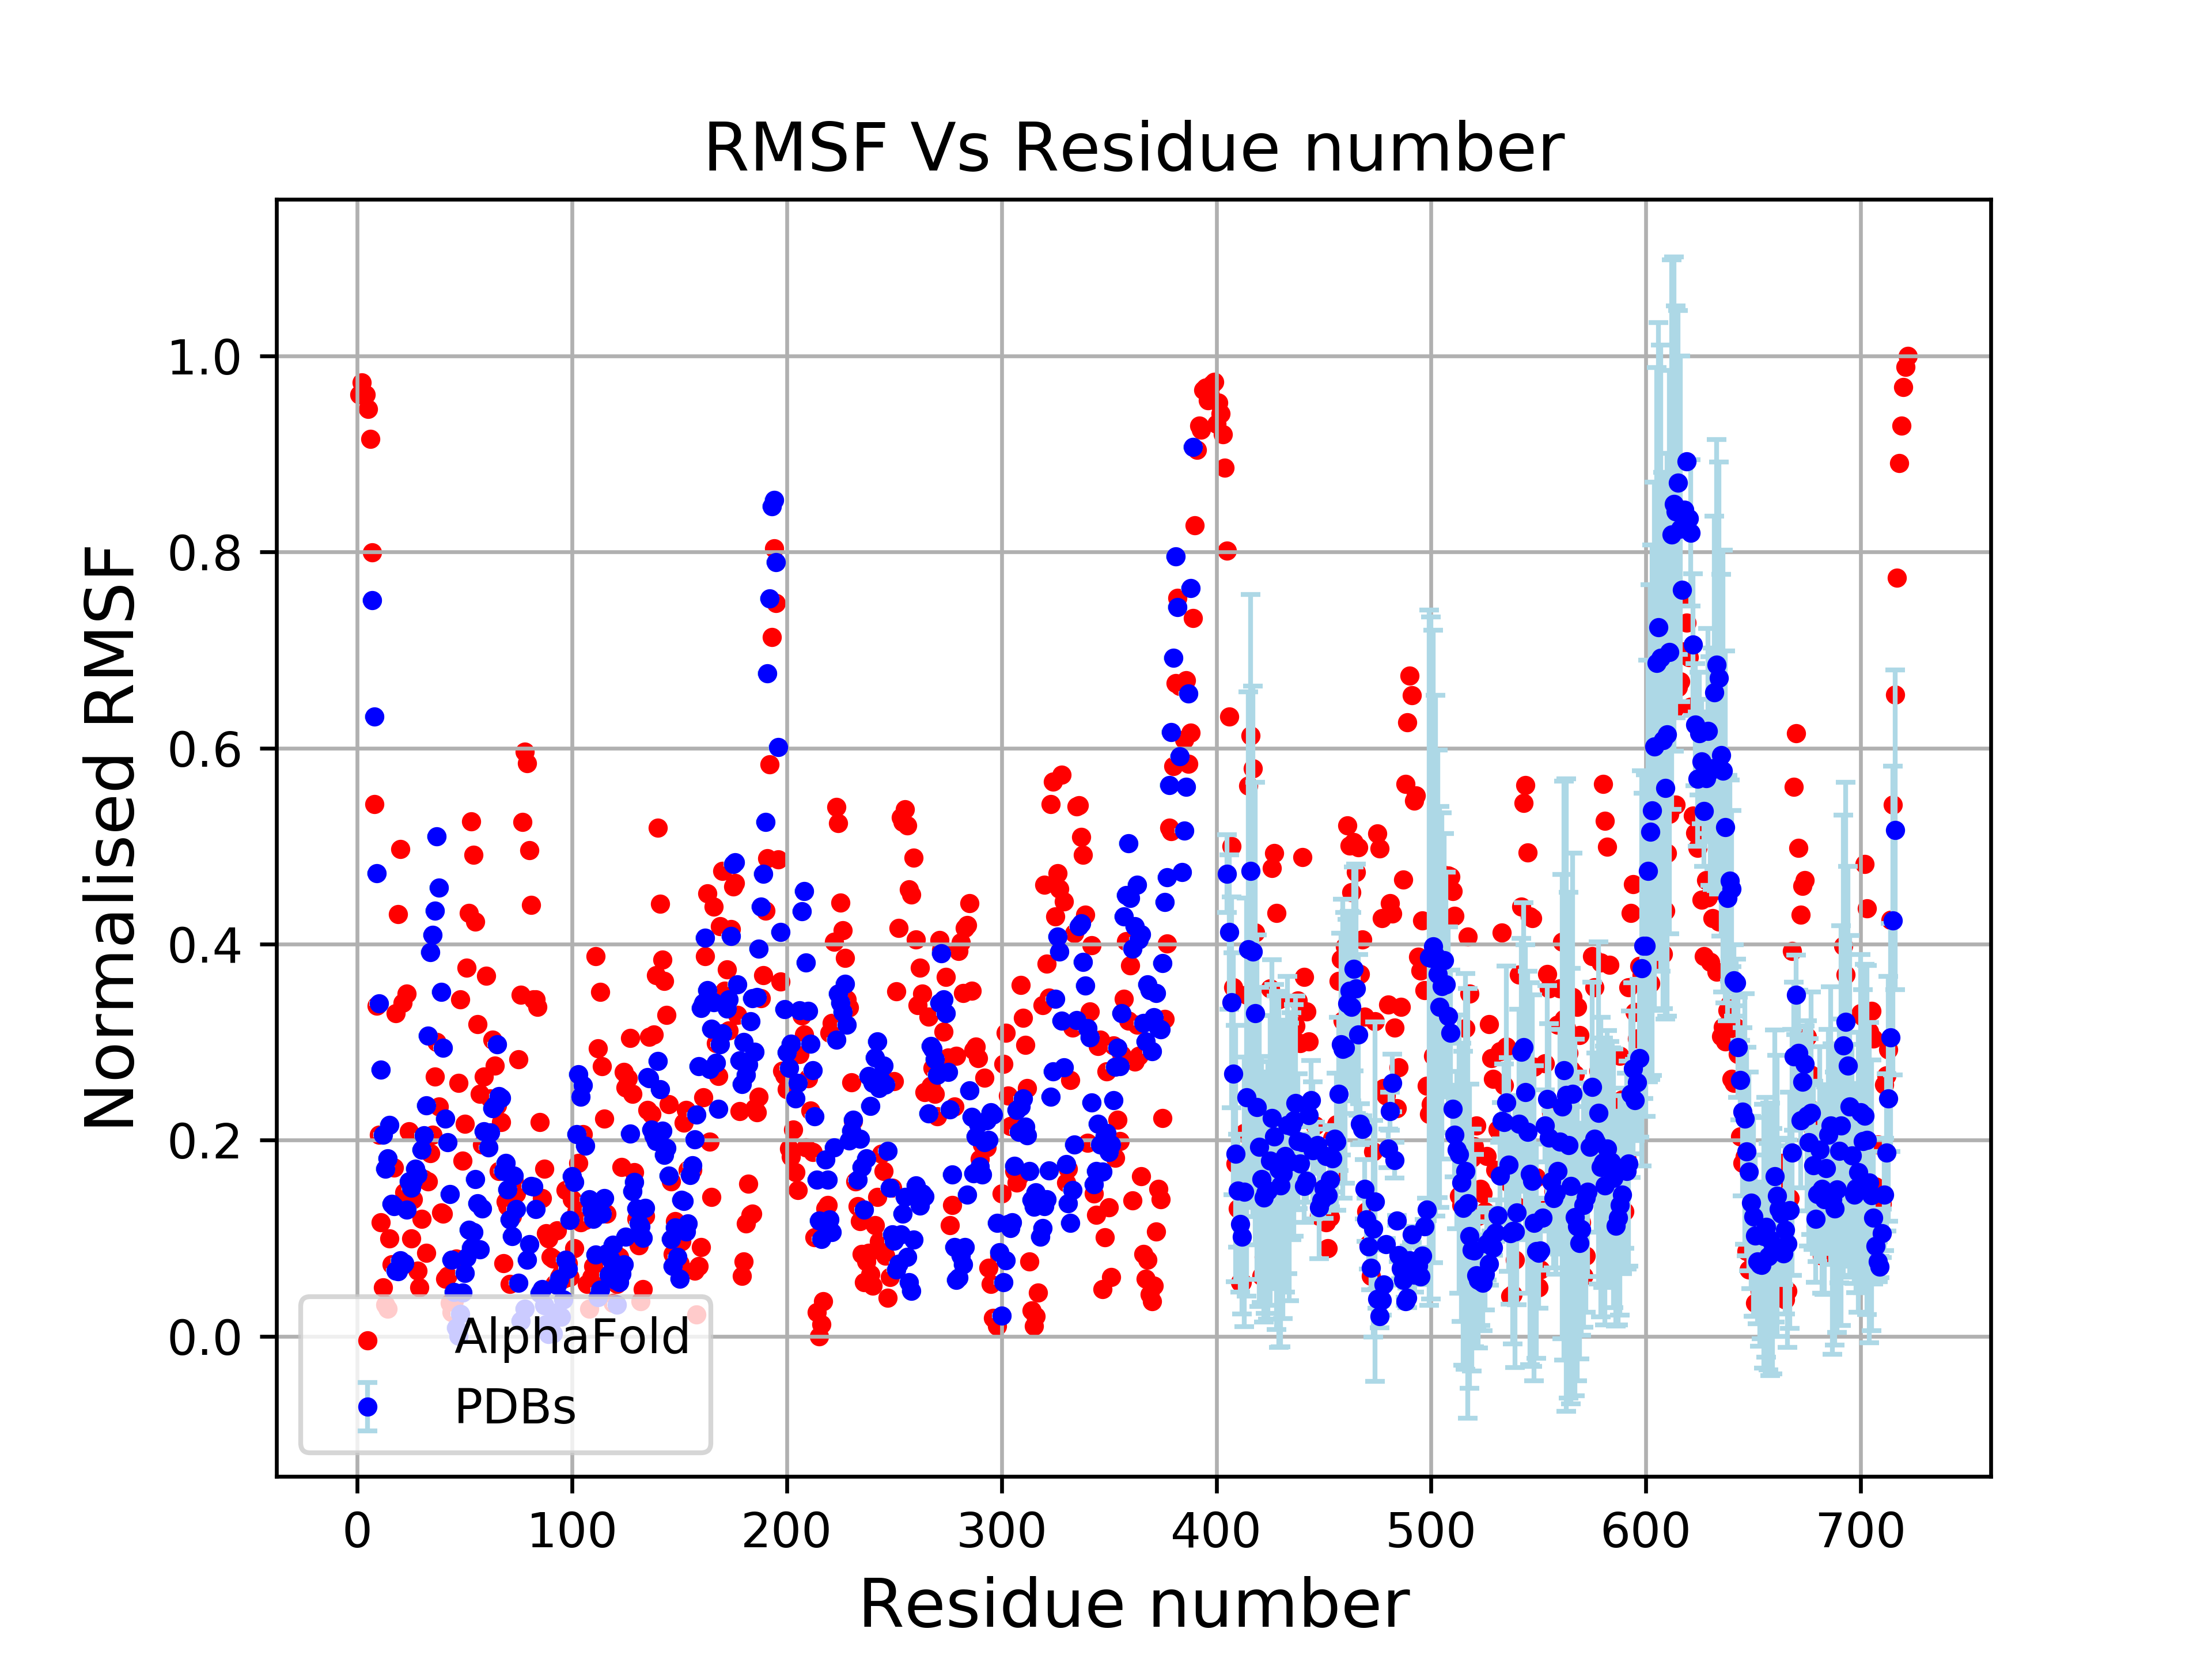 RMSF Vs Residue number
Normalised RMSF
1.0
0.8
0.6
0.4
0.2
0.0
AlphaFold
PDBs
0 100 200 300 400 500 600 700
Residue number